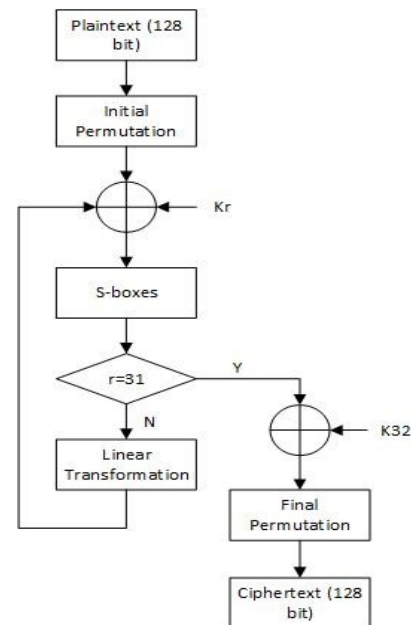 Plaintext (128
bit)
Initial
Permutation
Kr
S-boxes
r=31
Y
N
K32
Linear
Transformation
Final
Permutation
Ciphertext (128
bit)